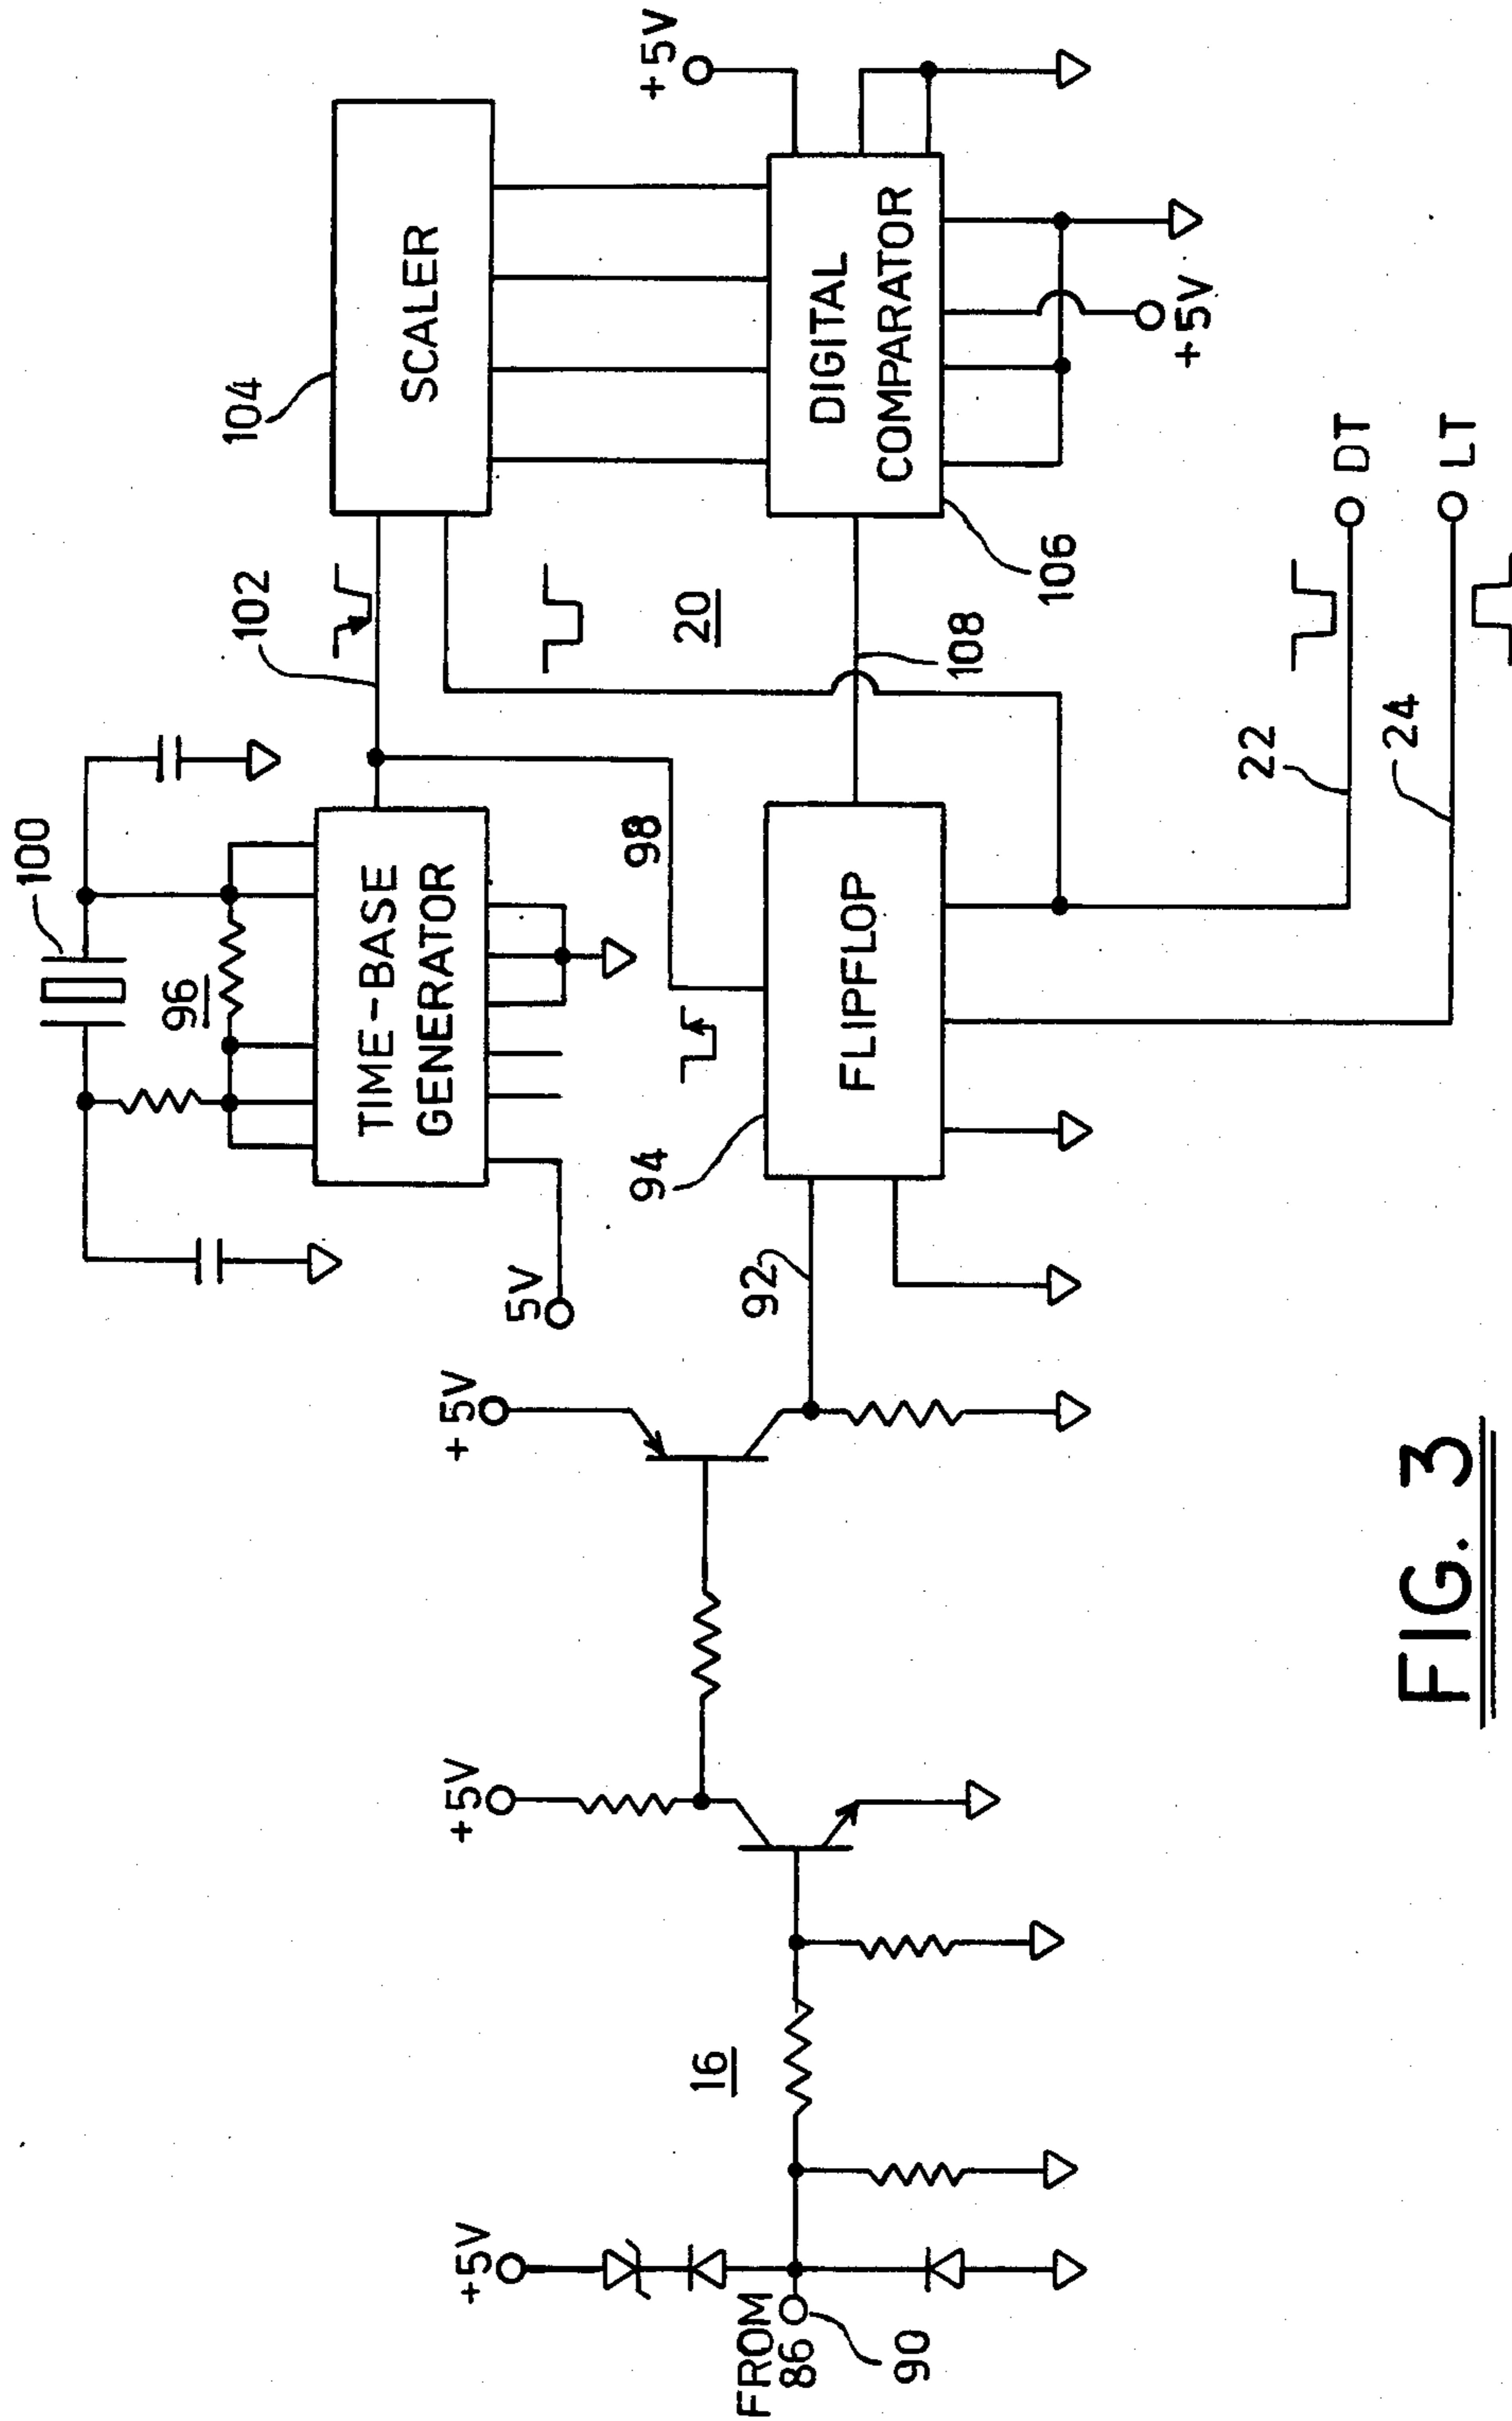 100
96
TIME-BASE
GENERATOR
5V
102
104
SCALER
98
20
+5V
DIGITAL
COMPARATOR
106
108
+5V
94
FLIPFLOP
92
22
DT
24
LT
+5V
+5V
16
+5V
FROM
86
90
FIG. 3